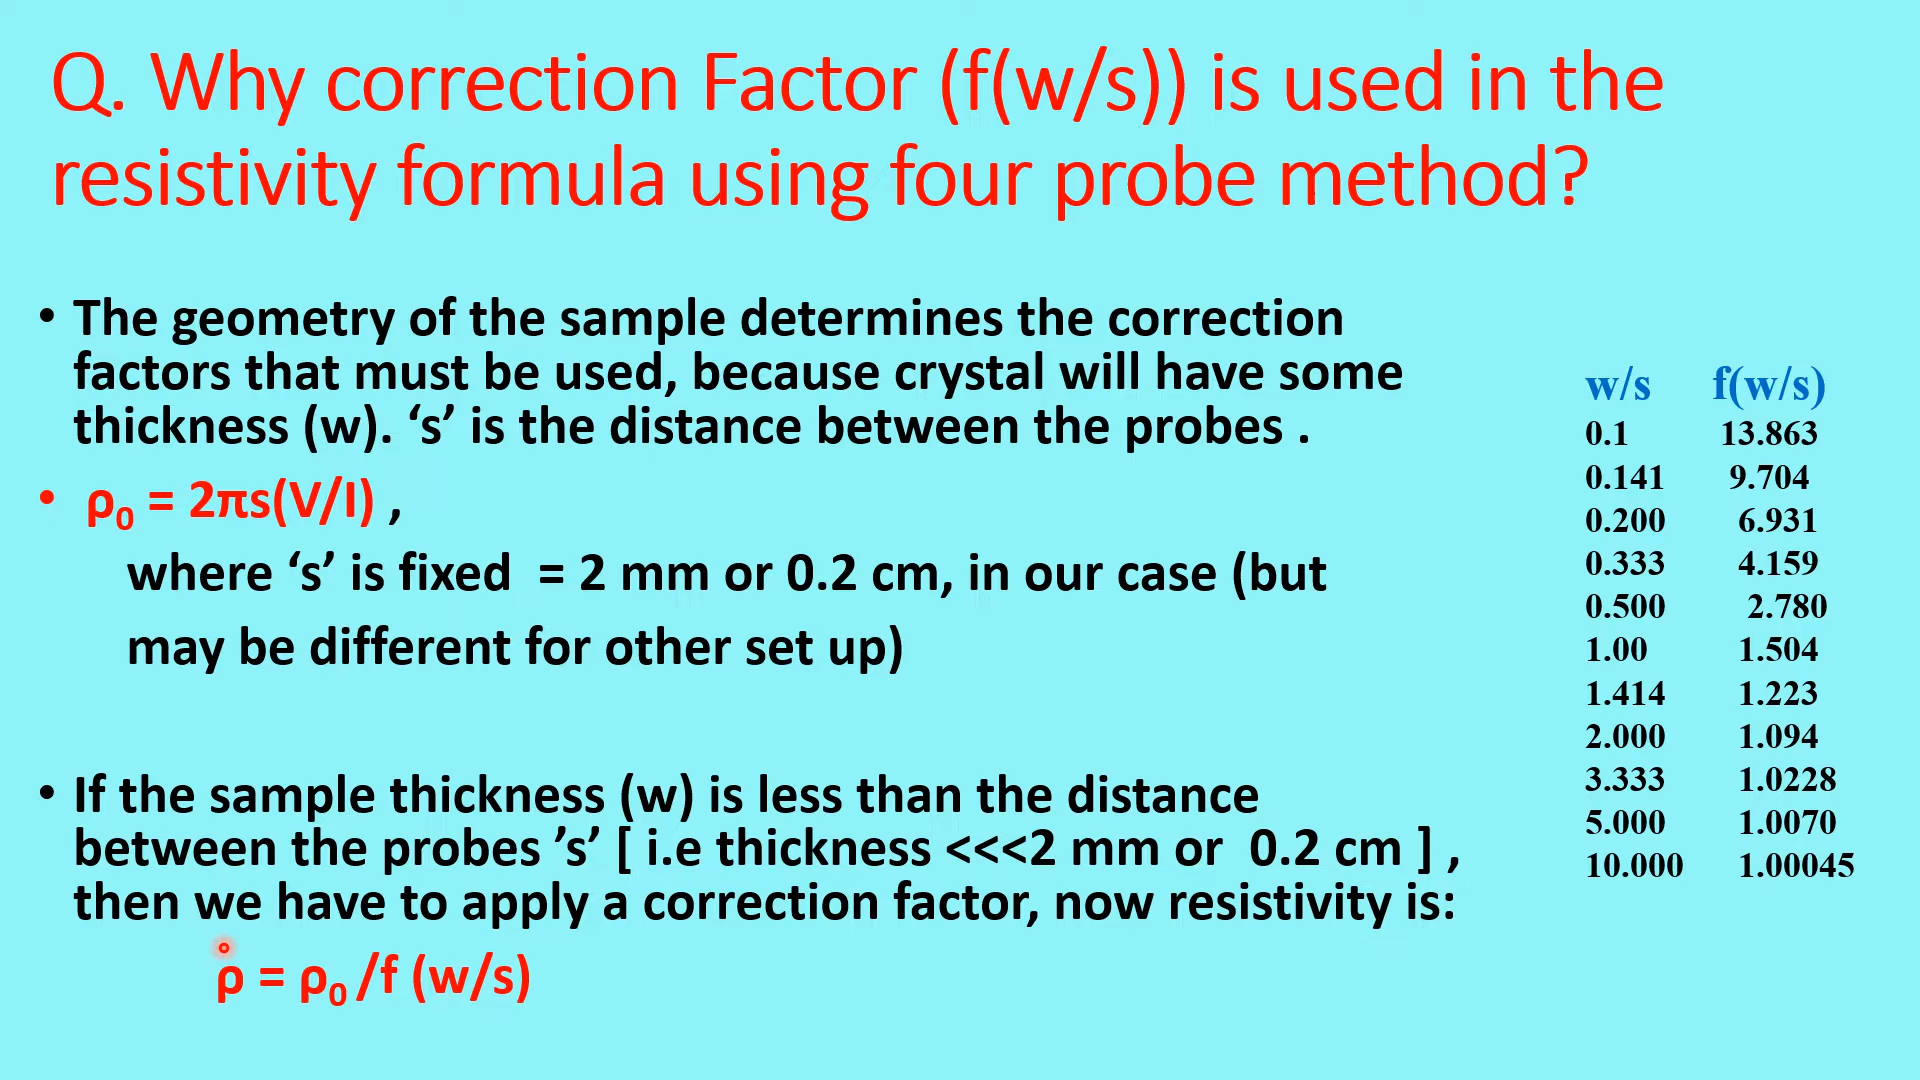 Q. Why correction Factor (f(w/s)) is used in the
resistivity formula using four probe method?
• The geometry of the sample determines the correction
factors that must be used, because crystal will have some
thickness (w). ‘s’ is the distance between the probes .
• ρ₀ = 2πs(V/I) ,
where ‘s’ is fixed = 2 mm or 0.2 cm, in our case (but
may be different for other set up)
• If the sample thickness (w) is less than the distance
between the probes ’s’ [ i.e thickness <<<2 mm or 0.2 cm ] ,
then we have to apply a correction factor, now resistivity is:
ρ = ρ₀ /f (w/s)
w/s f(w/s)
0.1 13.863
0.141 9.704
0.200 6.931
0.333 4.159
0.500 2.780
1.00 1.504
1.414 1.223
2.000 1.094
3.333 1.0228
5.000 1.0070
10.000 1.00045